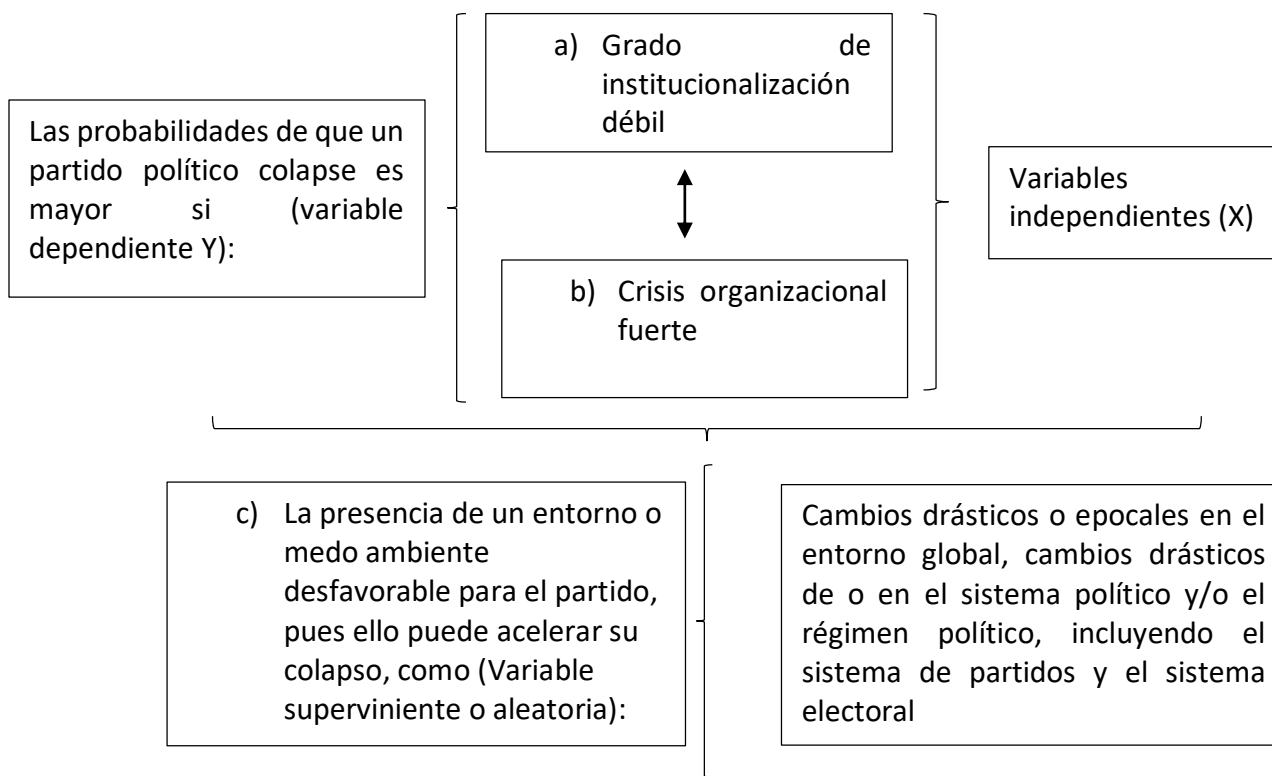 Las probabilidades de que un
partido político colapse es
mayor si (variable
dependiente Y):
a) Grado de
institucionalización
débil
b) Crisis organizacional
fuerte
Variables
independientes (X)
c) La presencia de un entorno o
medo ambiente
desfavorable para el partido,
pues ello puede acelerar su
colapso, como (Variable
superviniente o aleatoria):
Cambios drásticos o epocales en el
entorno global, cambios drásticos
de o en el sistema político y/o el
régimen político, incluyendo el
sistema de partidos y el sistema
electoral